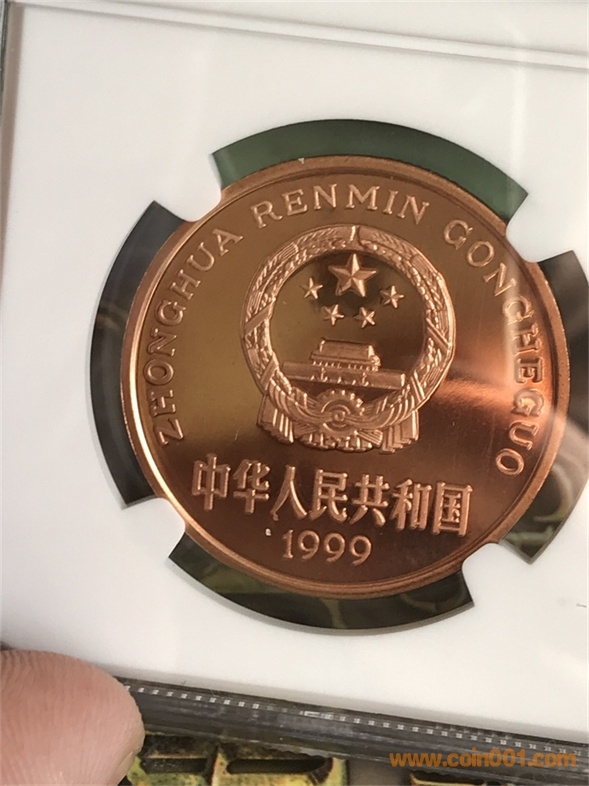 ZHONGHUA RENMIN GONGHEGUO
中华人民共和国
1999
www.coin001.com